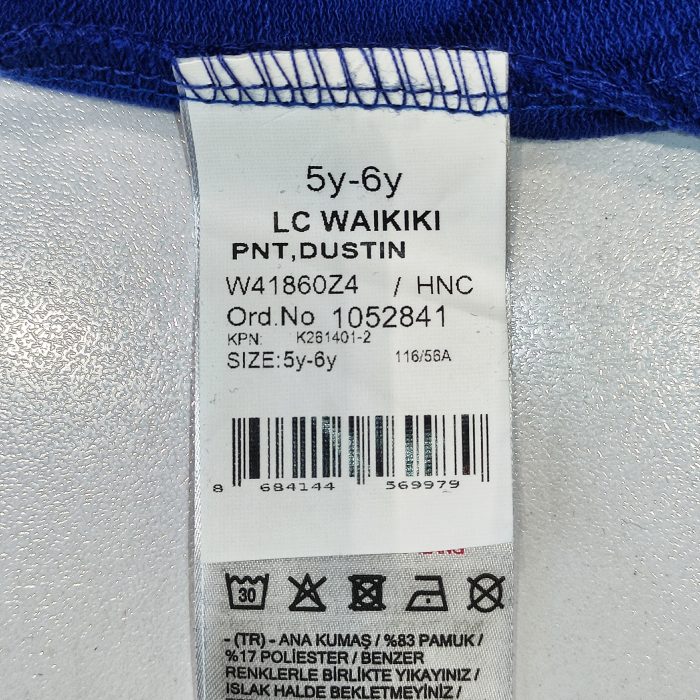 5y-6y
LC WAIKIKI
PNT,DUSTIN
W41860Z4 / HNC
Ord.No 1052841
KPN: K261401-2
SIZE:5y-6y 116/56A
8 684144 569979
30
- (TR) - ANA KUMAŞ / %83 PAMUK /
%17 POLİESTER / BENZER
RENKLERLE BİRLİKTE YIKAYINIZ /
ISLAK HALDE BEKLETMEYİNİZ /